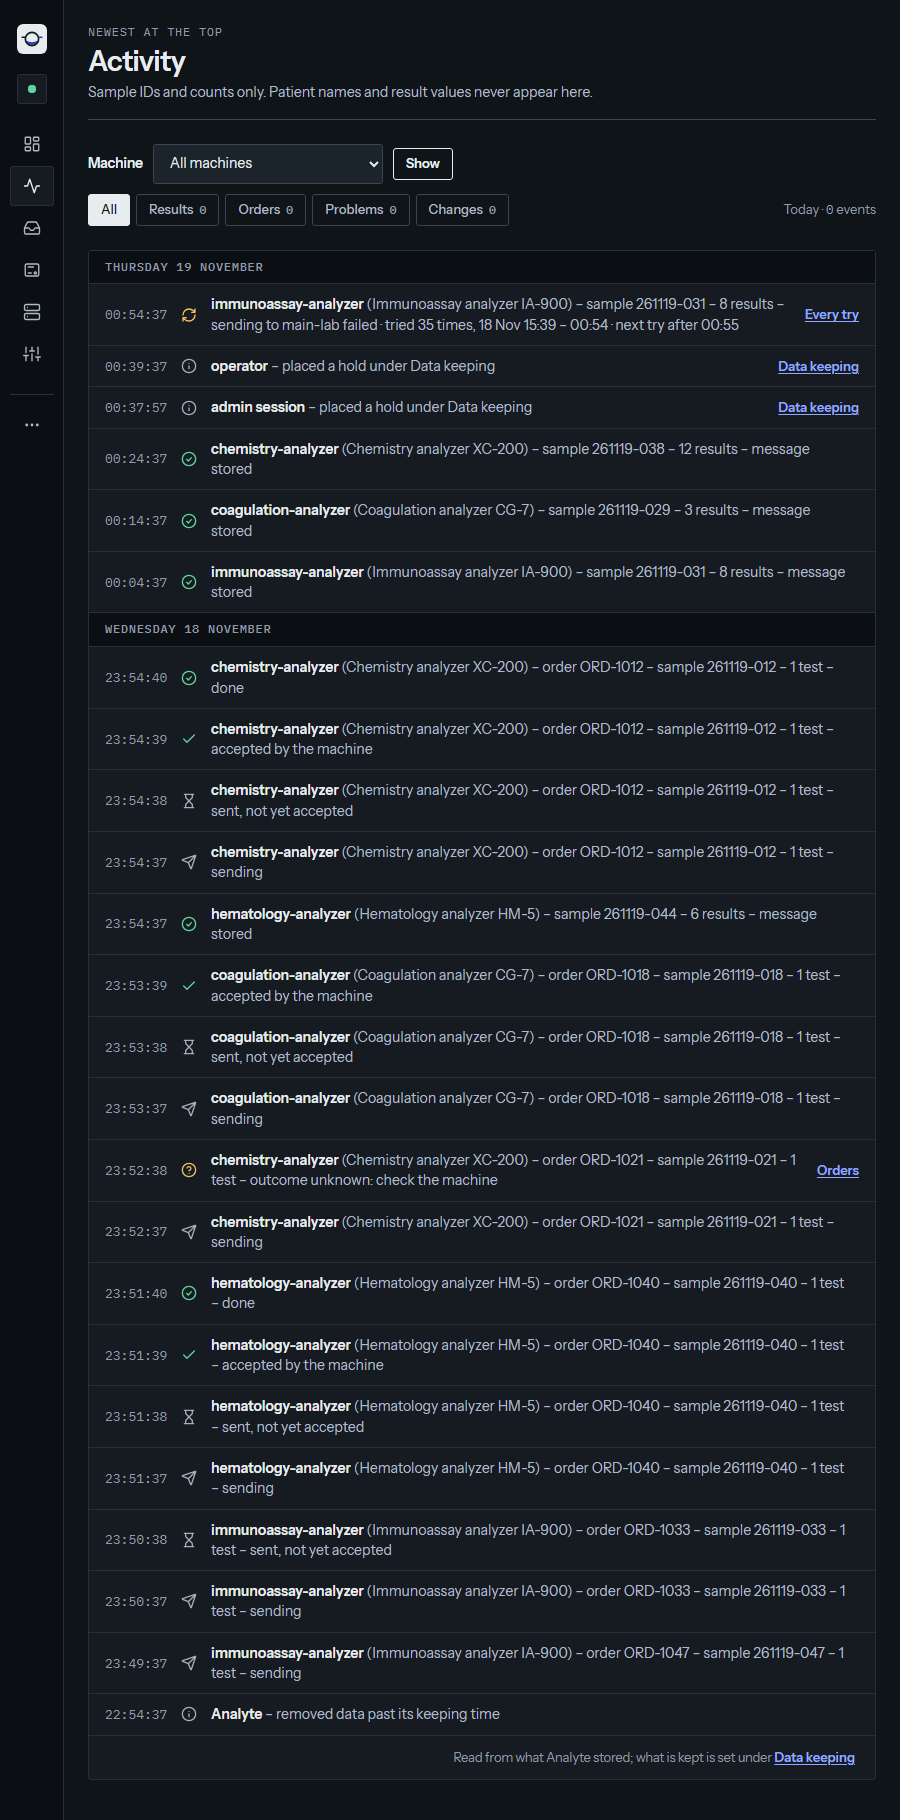 NEWEST AT THE TOP
Activity
Sample IDs and counts only. Patient names and result values never appear here.
Machine All machines Show
All Results 0 Orders 0 Problems 0 Changes 0 Today · 0 events
THURSDAY 19 NOVEMBER
00:54:37 immunoassay-analyzer (Immunoassay analyzer IA-900) – sample 261119-031 – 8 results –
sending to main-lab failed · tried 35 times, 18 Nov 15:39 – 00:54 · next try after 00:55 Every try
00:39:37 operator – placed a hold under Data keeping Data keeping
00:37:57 admin session – placed a hold under Data keeping Data keeping
00:24:37 chemistry-analyzer (Chemistry analyzer XC-200) – sample 261119-038 – 12 results – message
stored
00:14:37 coagulation-analyzer (Coagulation analyzer CG-7) – sample 261119-029 – 3 results – message
stored
00:04:37 immunoassay-analyzer (Immunoassay analyzer IA-900) – sample 261119-031 – 8 results – message
stored
WEDNESDAY 18 NOVEMBER
23:54:40 chemistry-analyzer (Chemistry analyzer XC-200) – order ORD-1012 – sample 261119-012 – 1 test –
done
23:54:39 chemistry-analyzer (Chemistry analyzer XC-200) – order ORD-1012 – sample 261119-012 – 1 test –
accepted by the machine
23:54:38 chemistry-analyzer (Chemistry analyzer XC-200) – order ORD-1012 – sample 261119-012 – 1 test –
sent, not yet accepted
23:54:37 chemistry-analyzer (Chemistry analyzer XC-200) – order ORD-1012 – sample 261119-012 – 1 test –
sending
23:54:37 hematology-analyzer (Hematology analyzer HM-5) – sample 261119-044 – 6 results – message
stored
23:53:39 coagulation-analyzer (Coagulation analyzer CG-7) – order ORD-1018 – sample 261119-018 – 1 test –
accepted by the machine
23:53:38 coagulation-analyzer (Coagulation analyzer CG-7) – order ORD-1018 – sample 261119-018 – 1 test –
sent, not yet accepted
23:53:37 coagulation-analyzer (Coagulation analyzer CG-7) – order ORD-1018 – sample 261119-018 – 1 test –
sending
23:52:38 chemistry-analyzer (Chemistry analyzer XC-200) – order ORD-1021 – sample 261119-021 – 1
test – outcome unknown: check the machine Orders
23:52:37 chemistry-analyzer (Chemistry analyzer XC-200) – order ORD-1021 – sample 261119-021 – 1 test –
sending
23:51:40 hematology-analyzer (Hematology analyzer HM-5) – order ORD-1040 – sample 261119-040 – 1 test
– done
23:51:39 hematology-analyzer (Hematology analyzer HM-5) – order ORD-1040 – sample 261119-040 – 1 test
– accepted by the machine
23:51:38 hematology-analyzer (Hematology analyzer HM-5) – order ORD-1040 – sample 261119-040 – 1 test
– sent, not yet accepted
23:51:37 hematology-analyzer (Hematology analyzer HM-5) – order ORD-1040 – sample 261119-040 – 1 test
– sending
23:50:38 immunoassay-analyzer (Immunoassay analyzer IA-900) – order ORD-1033 – sample 261119-033 – 1
test – sent, not yet accepted
23:50:37 immunoassay-analyzer (Immunoassay analyzer IA-900) – order ORD-1033 – sample 261119-033 – 1
test – sending
23:49:37 immunoassay-analyzer (Immunoassay analyzer IA-900) – order ORD-1047 – sample 261119-047 – 1
test – sending
22:54:37 Analyte – removed data past its keeping time
Read from what Analyte stored; what is kept is set under Data keeping